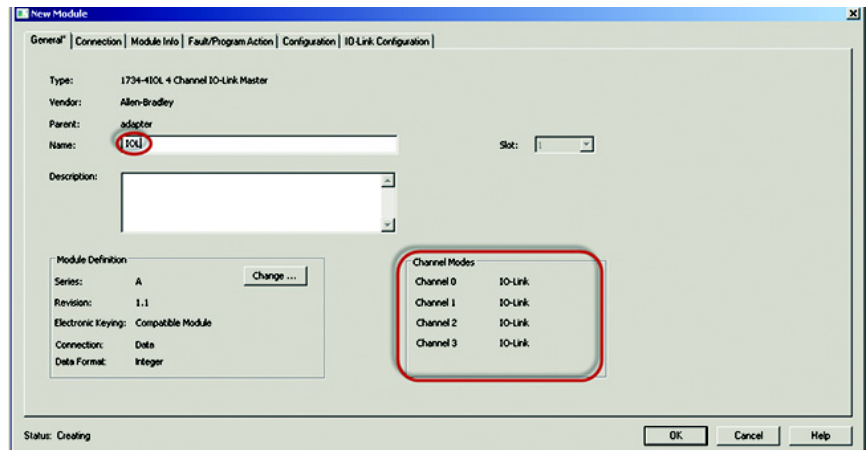 New Module
General* Connection Module Info Fault/Program Action Configuration IO-Link Configuration
Type: 1734-4IOL 4 Channel IO-Link Master
Vendor: Allen-Bradley
Parent: adapter
Name: IOL
Slot: 1
Description:
Module Definition
Change ...
Series: A
Revision: 1.1
Electronic Keying: Compatible Module
Connection: Data
Data Format: Integer
Channel Modes
Channel 0 IO-Link
Channel 1 IO-Link
Channel 2 IO-Link
Channel 3 IO-Link
Status: Creating
OK Cancel Help